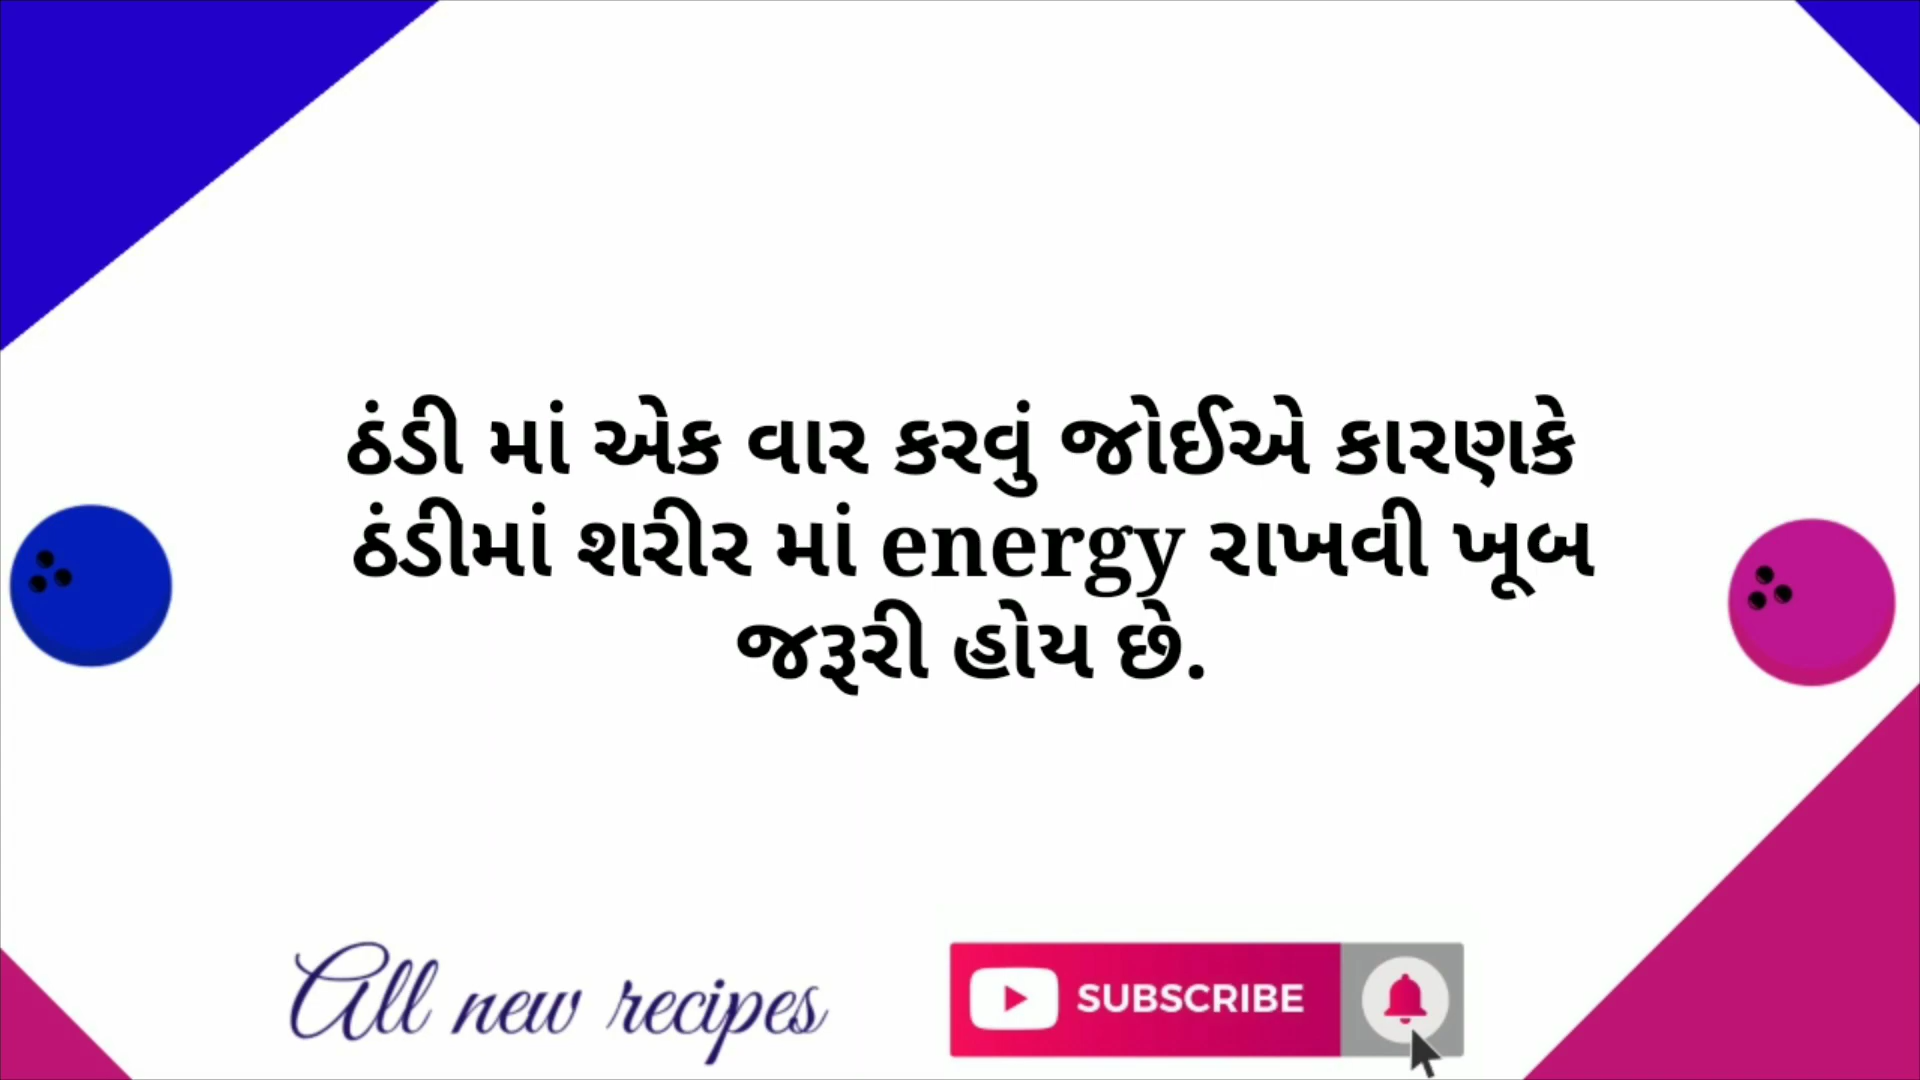 ઠંડી માં એક વાર કરવું જોઈએ કારણકે
ઠંડીમાં શરીર માં energy રાખવી ખૂબ
જરૂરી હોય છે.
All new recipes
SUBSCRIBE